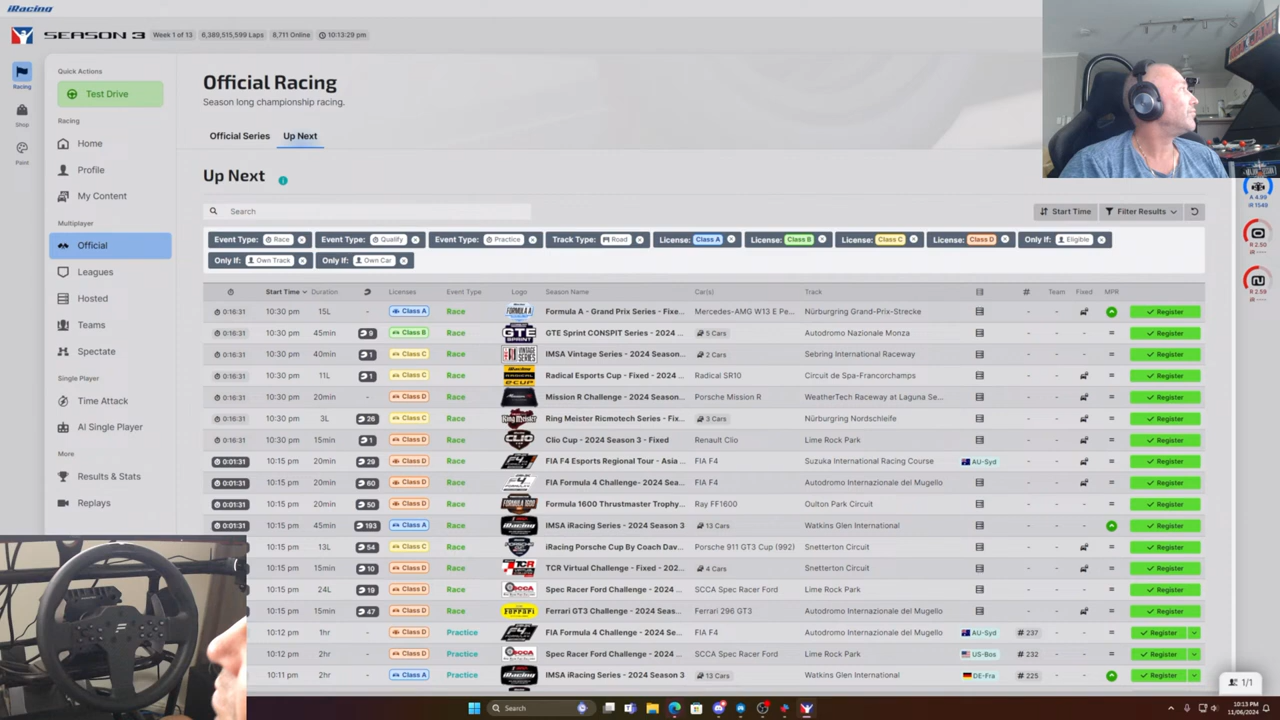 iRacing
SEASON 3 Week 1 of 13 6,389,515,599 Laps 8,711 Online 10:13:29 pm
Racing
Shop
Paint
Quick Actions
Test Drive
Racing
Home
Profile
My Content
Multiplayer
Official
Leagues
Hosted
Teams
Spectate
Single Player
Time Attack
AI Single Player
More
Results & Stats
Replays
Official Racing
Season long championship racing.
Official Series Up Next
Up Next
Search Start Time Filter Results
Event Type: Race Event Type: Qualify Event Type: Practice Track Type: Road License: Class A License: Class B License: Class C License: Class D Only If: Eligible
Only If: Own Track Only If: Own Car
Start Time Duration Licenses Event Type Logo Season Name Car(s) Track # Team Fixed MPR
0:16:31 10:30 pm 15L - Class A Race Formula A - Grand Prix Series - Fixe... Mercedes-AMG W13 E Pe... Nürburgring Grand-Prix-Strecke - - Register
0:16:31 10:30 pm 45min 9 Class B Race GTE Sprint CONSPIT Series - 2024 ... 5 Cars Autodromo Nazionale Monza - - - = Register
0:16:31 10:30 pm 40min 1 Class C Race IMSA Vintage Series - 2024 Season... 2 Cars Sebring International Raceway - - - = Register
0:16:31 10:30 pm 11L 1 Class C Race Radical Esports Cup - Fixed - 202... Radical SR10 Circuit de Spa-Francorchamps - - = Register
0:16:31 10:30 pm 20min - Class D Race Mission R Challenge - 2024 Seaso... Porsche Mission R WeatherTech Raceway at Laguna Se... - - = Register
0:16:31 10:30 pm 3L 26 Class C Race Ring Meister Ricmotech Series - Fix... 3 Cars Nürburgring Nordschleife - - = Register
0:16:31 10:30 pm 15min 1 Class D Race Clio Cup - 2024 Season 3 - Fixed Renault Clio Lime Rock Park - - = Register
0:01:31 10:15 pm 20min 29 Class D Race FIA F4 Esports Regional Tour - Asia ... FIA F4 Suzuka International Racing Course AU-Syd - - = Register
0:01:31 10:15 pm 20min 60 Class D Race FIA Formula 4 Challenge- 2024 Sea... FIA F4 Autodromo Internazionale del Mugello - - = Register
0:01:31 10:15 pm 20min 50 Class D Race Formula 1600 Thrustmaster Trophy... Ray FF1600 Oulton Park Circuit - - = Register
0:01:31 10:15 pm 45min 193 Class A Race IMSA iRacing Series - 2024 Season 3 13 Cars Watkins Glen International - - - Register
10:15 pm 13L 54 Class C Race iRacing Porsche Cup By Coach Dav... Porsche 911 GT3 Cup (992) Snetterton Circuit - - = Register
10:15 pm 15min 10 Class D Race TCR Virtual Challenge - Fixed - 202... 4 Cars Snetterton Circuit - - = Register
10:15 pm 24L 19 Class D Race Spec Racer Ford Challenge - 2024 ... SCCA Spec Racer Ford Lime Rock Park - - - = Register
10:15 pm 15min 47 Class D Race Ferrari GT3 Challenge - 2024 Seas... Ferrari 296 GT3 Autodromo Internazionale del Mugello - - = Register
10:12 pm 1hr - Class D Practice FIA Formula 4 Challenge - 2024 Se... FIA F4 Autodromo Internazionale del Mugello AU-Syd # 237 - = Register
10:12 pm 2hr - Class D Practice Spec Racer Ford Challenge - 2024 ... SCCA Spec Racer Ford Lime Rock Park US-Bos # 232 - - = Register
10:11 pm 2hr - Class A Practice IMSA iRacing Series - 2024 Season 3 13 Cars Watkins Glen International DE-Fra # 225 - - Register
A 4.99
iR 1549
R 2.50
R 2.59
1/1
Search
10:13 PM
11/06/2024